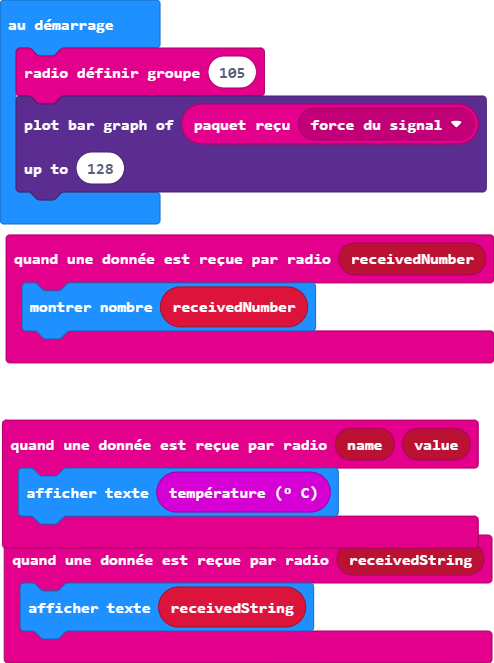 au démarrage
radio définir groupe 105
plot bar graph of paquet reçu force du signal
up to 128
quand une donnée est reçue par radio receivedNumber
montrer nombre receivedNumber
quand une donnée est reçue par radio name value
afficher texte température (° C)
quand une donnée est reçue par radio receivedString
afficher texte receivedString